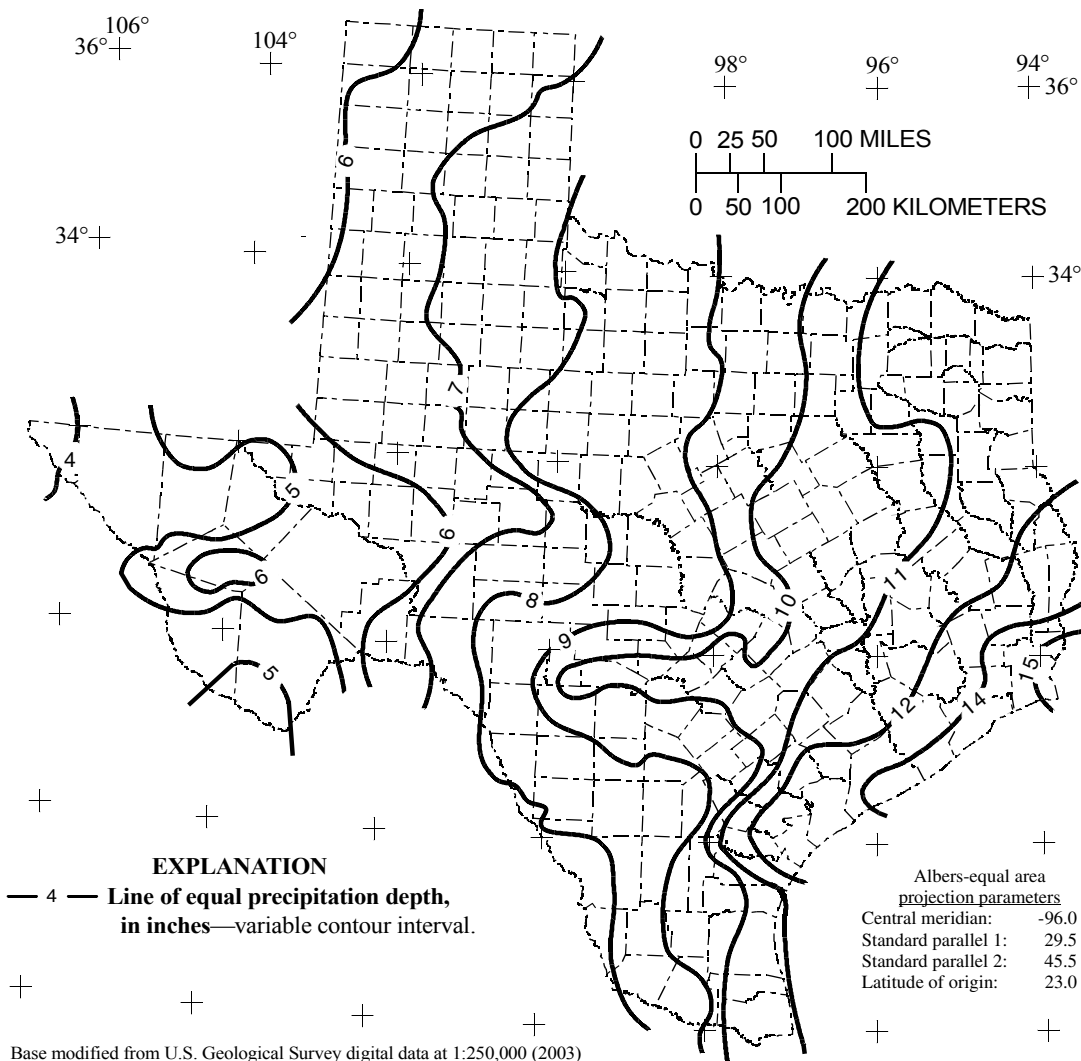 106°
36°
104°
98°
96°
94°
36°
0 25 50 100 MILES
0 50 100 200 KILOMETERS
34°
34°
6
7
4
5
6
6
8
9
10
11
5
12
14
15
EXPLANATION
4 Line of equal precipitation depth,
in inches—variable contour interval.
Albers-equal area
projection parameters
Central meridian: -96.0
Standard parallel 1: 29.5
Standard parallel 2: 45.5
Latitude of origin: 23.0
Base modified from U.S. Geological Survey digital data at 1:250,000 (2003)